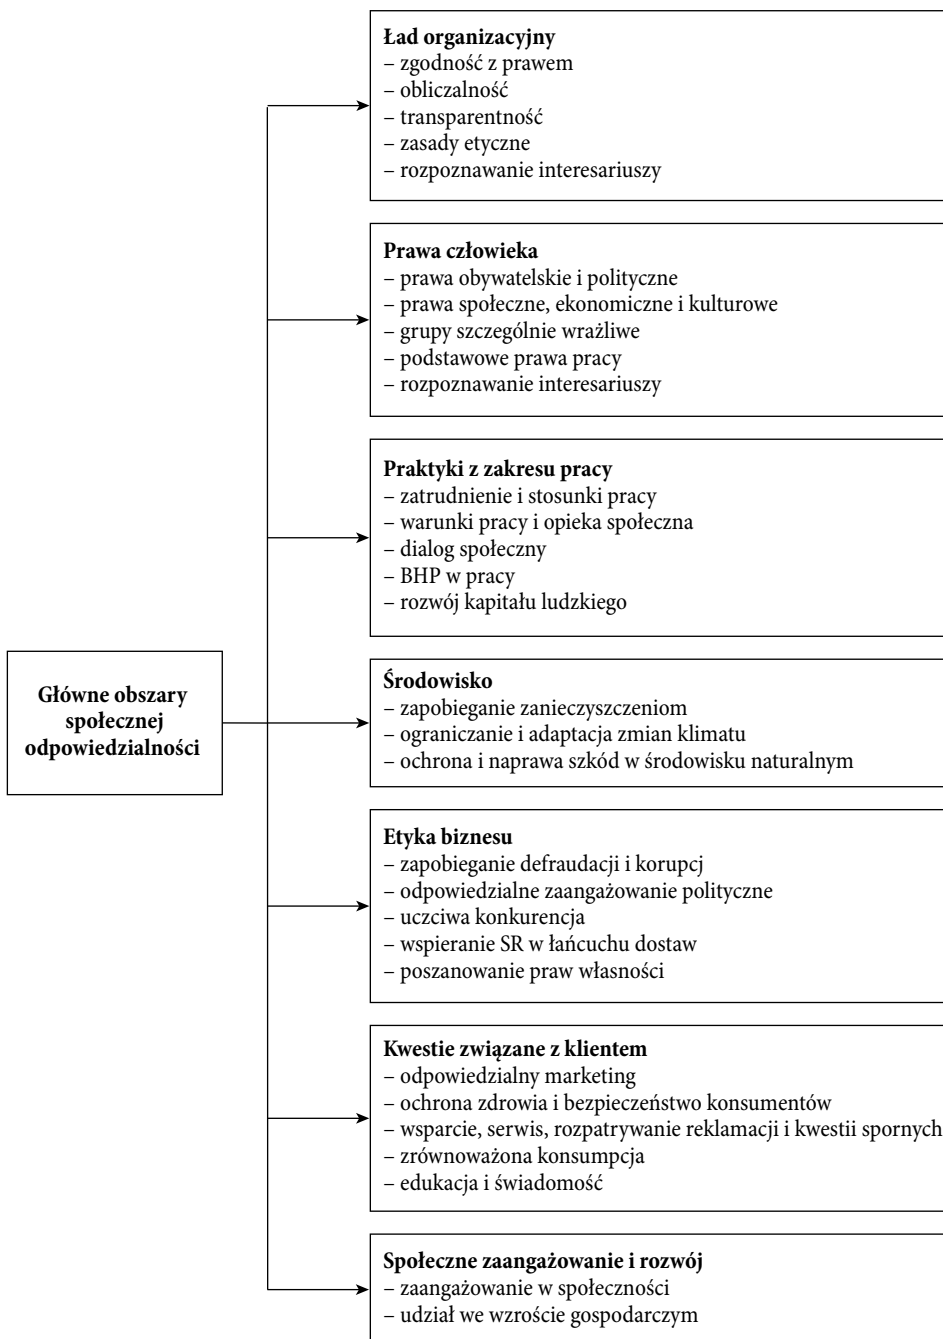 Ład organizacyjny
– zgodność z prawem
– obliczalność
– transparentność
– zasady etyczne
– rozpoznawanie interesariuszy
Prawa człowieka
– prawa obywatelskie i polityczne
– prawa społeczne, ekonomiczne i kulturowe
– grupy szczególnie wrażliwe
– podstawowe prawa pracy
– rozpoznawanie interesariuszy
Praktyki z zakresu pracy
– zatrudnienie i stosunki pracy
– warunki pracy i opieka społeczna
– dialog społeczny
– BHP w pracy
– rozwój kapitału ludzkiego
Główne obszary
społecznej
odpowiedzialności
Środowisko
– zapobieganie zanieczyszczeniom
– ograniczanie i adaptacja zmian klimatu
– ochrona i naprawa szkód w środowisku naturalnym
Etyka biznesu
– zapobieganie defraudacji i korupcj
– odpowiedzialne zaangażowanie polityczne
– uczciwa konkurencja
– wspieranie SR w łańcuchu dostaw
– poszanowanie praw własności
Kwestie związane z klientem
– odpowiedzialny marketing
– ochrona zdrowia i bezpieczeństwo konsumentów
– wsparcie, serwis, rozpatrywanie reklamacji i kwestii spornych
– zrównoważona konsumpcja
– edukacja i świadomość
Społeczne zaangażowanie i rozwój
– zaangażowanie w społeczności
– udział we wzroście gospodarczym